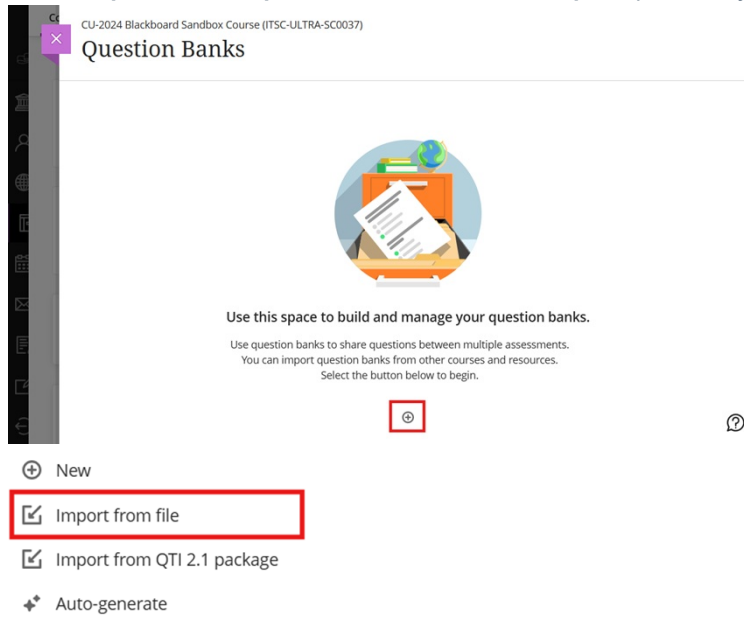 CU-2024 Blackboard Sandbox Course (ITSC-ULTRA-SC0037)
Question Banks
Use this space to build and manage your question banks.
Use question banks to share questions between multiple assessments.
You can import question banks from other courses and resources.
Select the button below to begin.
New
Import from file
Import from QTI 2.1 package
Auto-generate